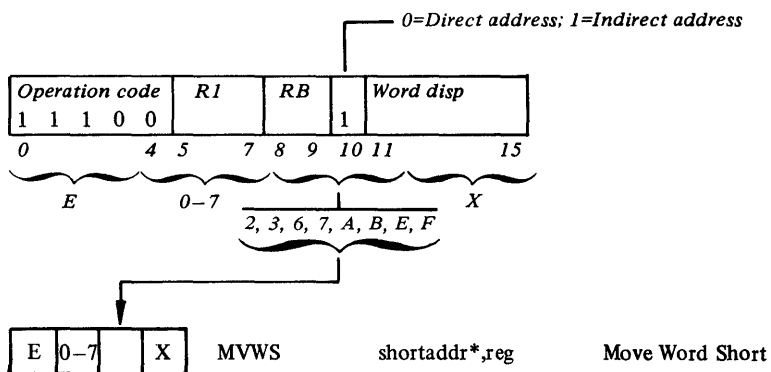 0=Direct address; 1=Indirect address
Operation code R1 RB Word disp
1 1 1 0 0 1
0 4 5 7 8 9 10 11 15
E 0–7 X
2, 3, 6, 7, A, B, E, F
E 0–7 X MVWS shortaddr*,reg Move Word Short